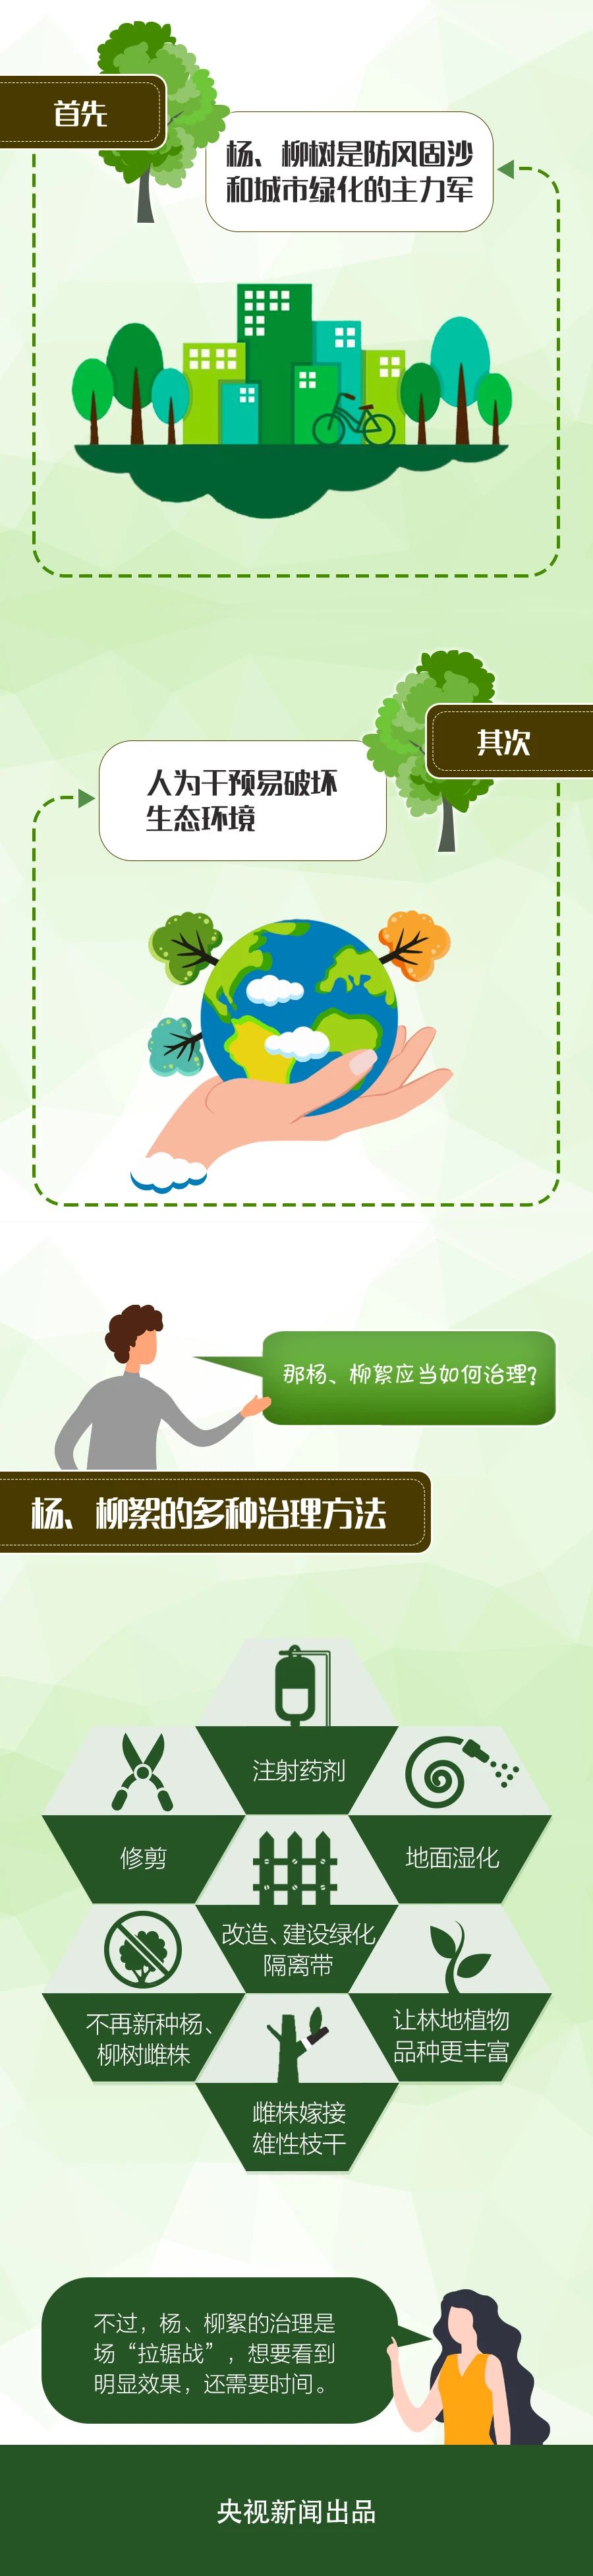 首先
杨、柳树是防风固沙
和城市绿化的主力军
其次
人为干预易破坏
生态环境
那杨、柳絮应当如何治理?
杨、柳絮的多种治理方法
注射药剂
修剪
地面湿化
改造、建设绿化
隔离带
不再新种杨、
柳树雌株
让林地植物
品种更丰富
雌株嫁接
雄性枝干
不过，杨、柳絮的治理是
场“拉锯战”，想要看到
明显效果，还需要时间。
央视新闻出品